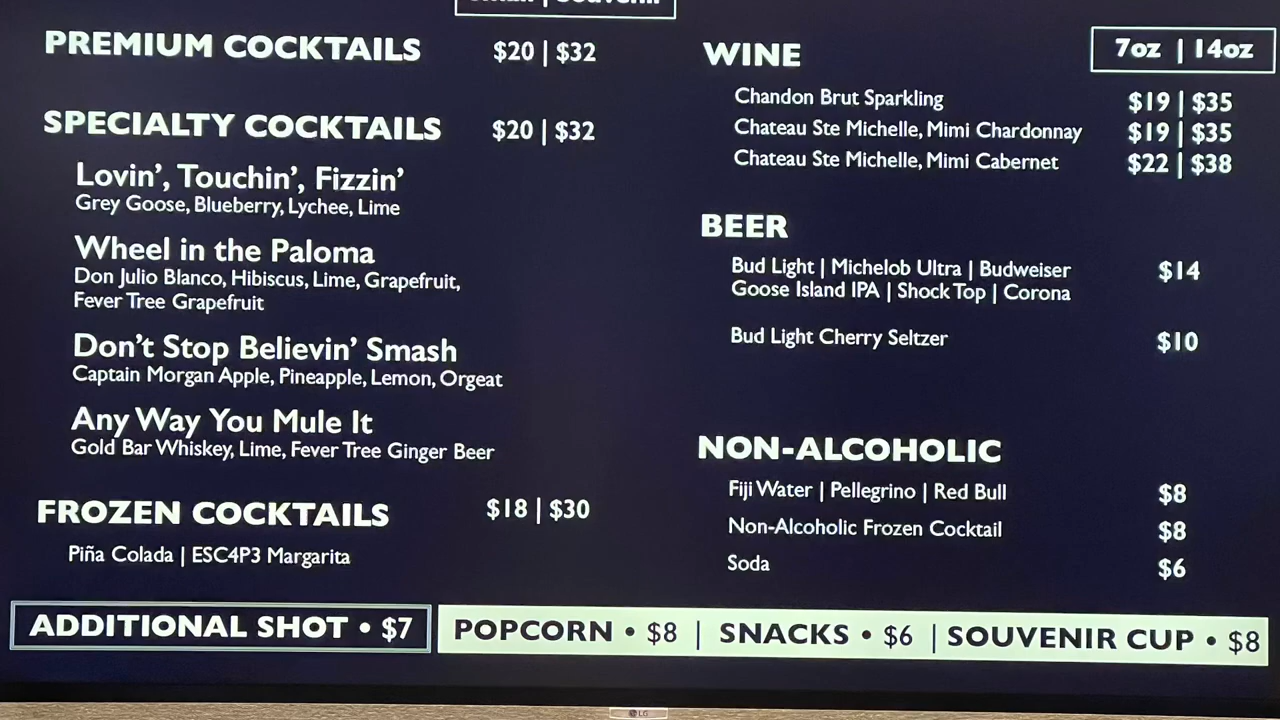 PREMIUM COCKTAILS $20 | $32
SPECIALTY COCKTAILS $20 | $32
Lovin', Touchin', Fizzin'
Grey Goose, Blueberry, Lychee, Lime
Wheel in the Paloma
Don Julio Blanco, Hibiscus, Lime, Grapefruit,
Fever Tree Grapefruit
Don't Stop Believin' Smash
Captain Morgan Apple, Pineapple, Lemon, Orgeat
Any Way You Mule It
Gold Bar Whiskey, Lime, Fever Tree Ginger Beer
FROZEN COCKTAILS $18 | $30
Piña Colada | ESC4P3 Margarita
WINE 7oz | 14oz
Chandon Brut Sparkling $19 | $35
Chateau Ste Michelle, Mimi Chardonnay $19 | $35
Chateau Ste Michelle, Mimi Cabernet $22 | $38
BEER
Bud Light | Michelob Ultra | Budweiser $14
Goose Island IPA | Shock Top | Corona
Bud Light Cherry Seltzer $10
NON-ALCOHOLIC
Fiji Water | Pellegrino | Red Bull $8
Non-Alcoholic Frozen Cocktail $8
Soda $6
ADDITIONAL SHOT • $7
POPCORN • $8 | SNACKS • $6 | SOUVENIR CUP • $8
LG